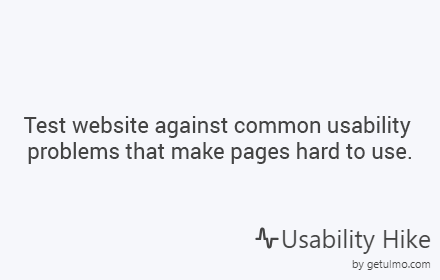 Test website against common usability
problems that make pages hard to use.
Usability Hike
by getulmo.com